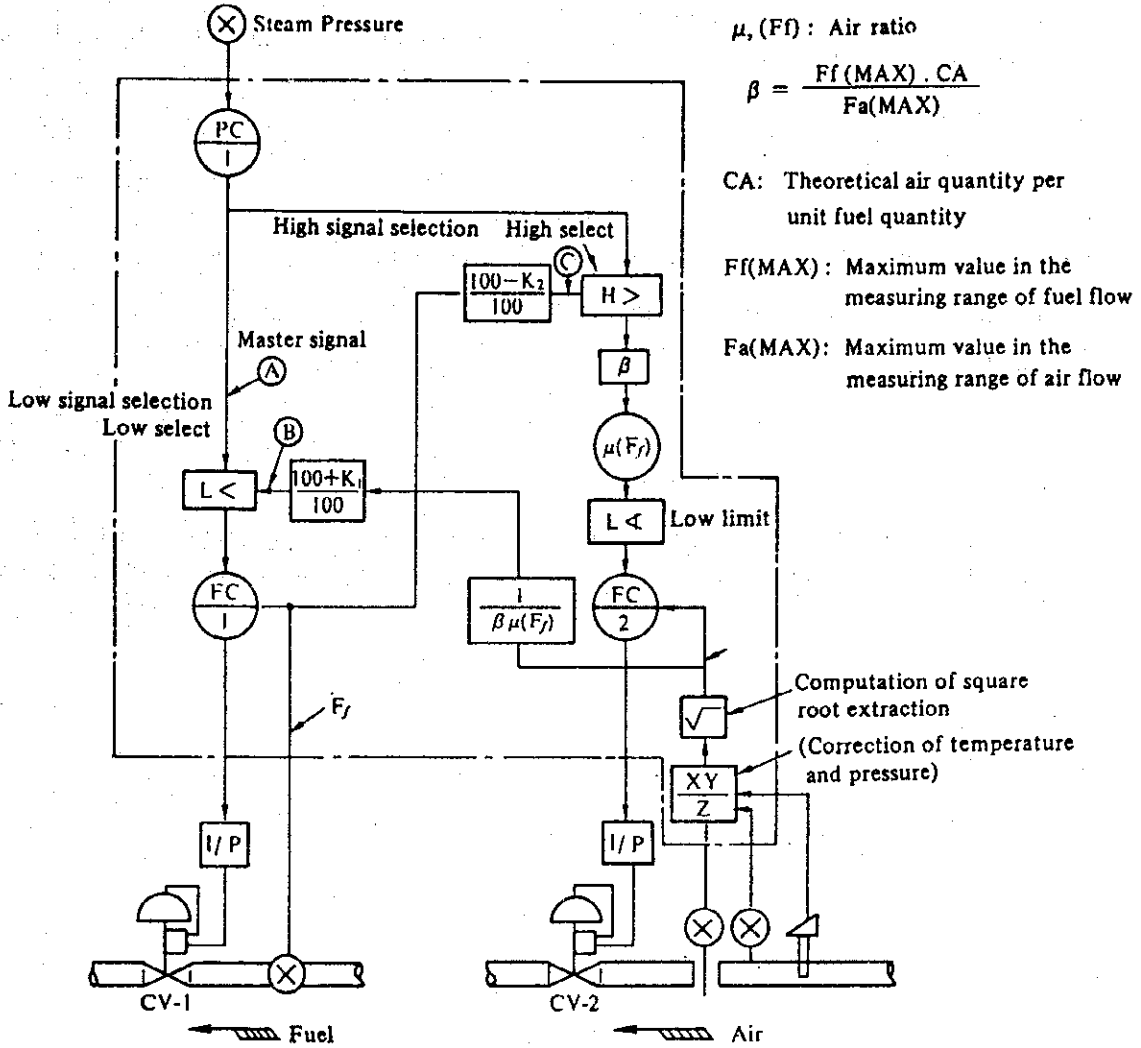 Steam Pressure
μ, (Ff) : Air ratio
β = Ff (MAX) . CA / Fa(MAX)
PC
1
CA: Theoretical air quantity per
unit fuel quantity
High signal selection High select
C
100−K₂
100
H >
Ff(MAX) : Maximum value in the
measuring range of fuel flow
Master signal
A
β
Fa(MAX): Maximum value in the
measuring range of air flow
Low signal selection
Low select
B
μ(Ff)
L <
100+K₁
100
L ∢
Low limit
FC
1
1
βμ(Ff)
FC
2
Ff
√
Computation of square
root extraction
(Correction of temperature
and pressure)
XY
Z
I/P
I/P
CV-1
CV-2
Fuel
Air